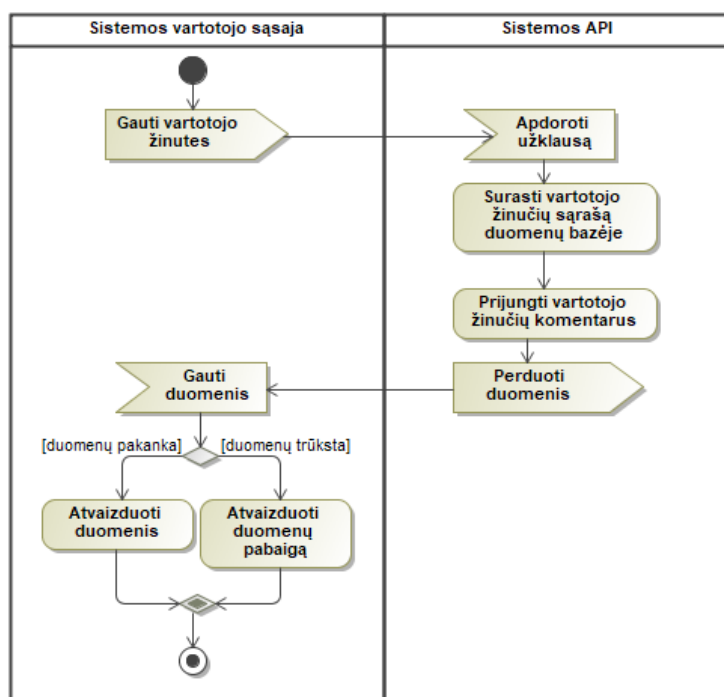 Sistemos vartotojo sąsaja
Sistemos API
Gauti vartotojo
žinutes
Apdoroti
užklausą
Surasti vartotojo
žinučių sąrašą
duomenų bazėje
Prijungti vartotojo
žinučių komentarus
Gauti
duomenis
Perduoti
duomenis
[duomenų pakanka]
[duomenų trūksta]
Atvaizduoti
duomenis
Atvaizduoti
duomenų
pabaigą